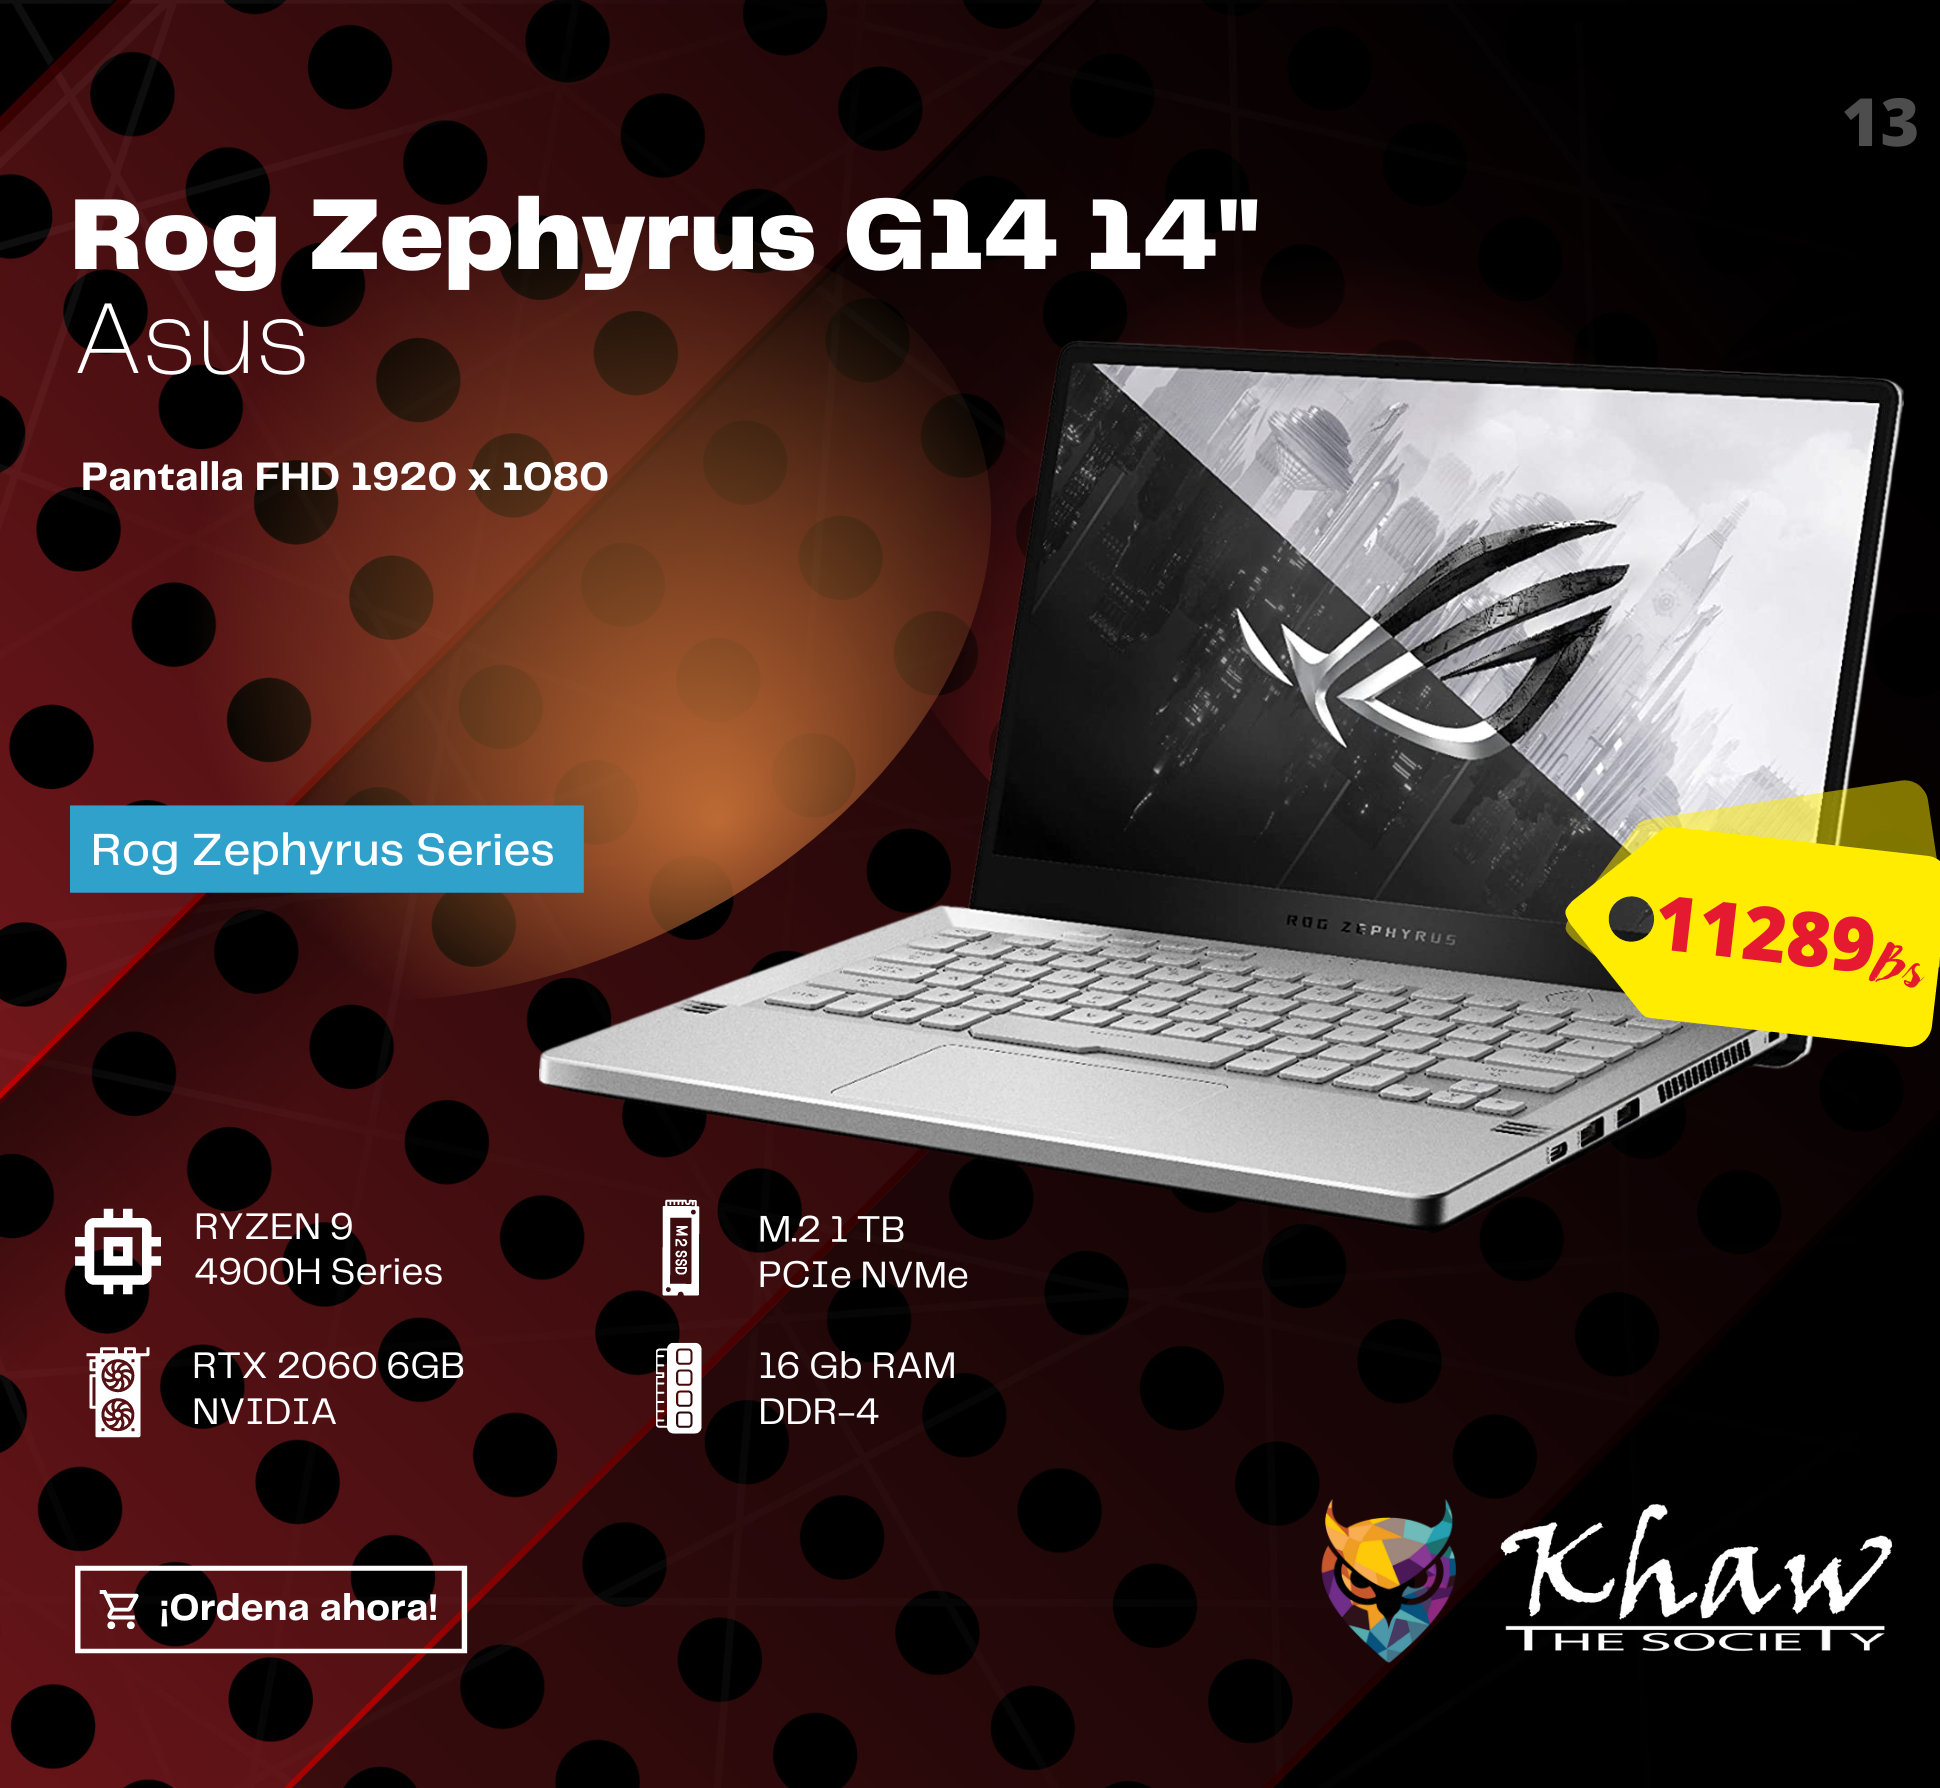 13
Rog Zephyrus G14 14"
Asus
Pantalla FHD 1920 x 1080
Rog Zephyrus Series
ROG ZEPHYRUS
11289Bs
RYZEN 9
4900H Series
M.2 SSD
M.2 1 TB
PCIe NVMe
RTX 2060 6GB
NVIDIA
16 Gb RAM
DDR-4
¡Ordena ahora!
Khaw
THE SOCIETY